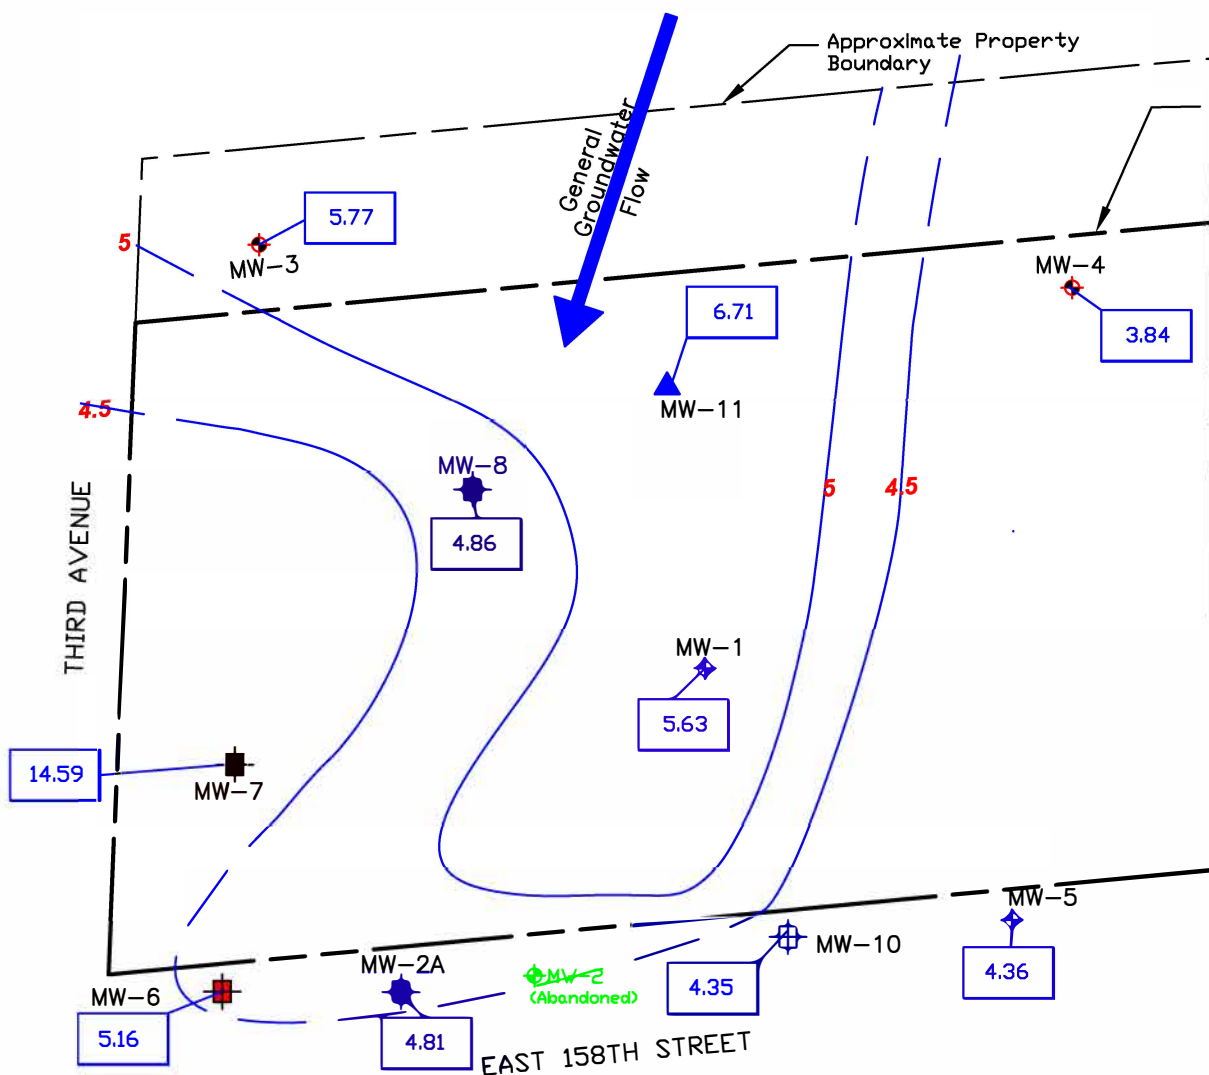 Approximate Property
Boundary
General
Groundwater
Flow
5.77
5
MW-3
MW-4
6.71
3.84
MW-11
4.5
MW-8
5
4.5
4.86
THIRD AVENUE
MW-1
5.63
14.59
MW-7
MW-5
MW-10
MW-2A
MW-2
(Abandoned)
MW-6
4.35
4.36
5.16
4.81
EAST 158TH STREET